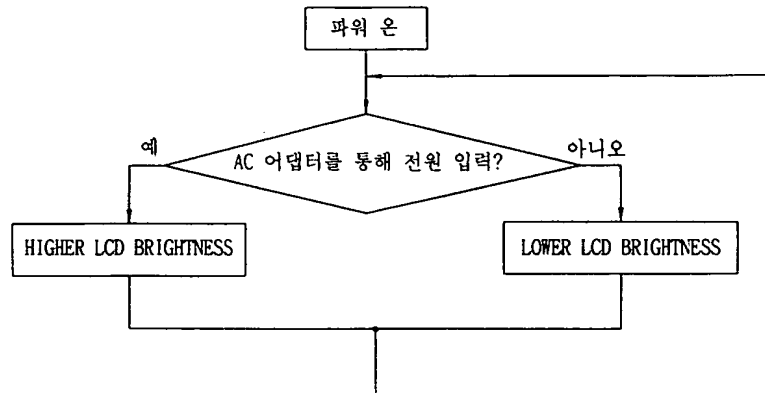 파워 온
예
아니오
AC 어댑터를 통해 전원 입력?
HIGHER LCD BRIGHTNESS
LOWER LCD BRIGHTNESS